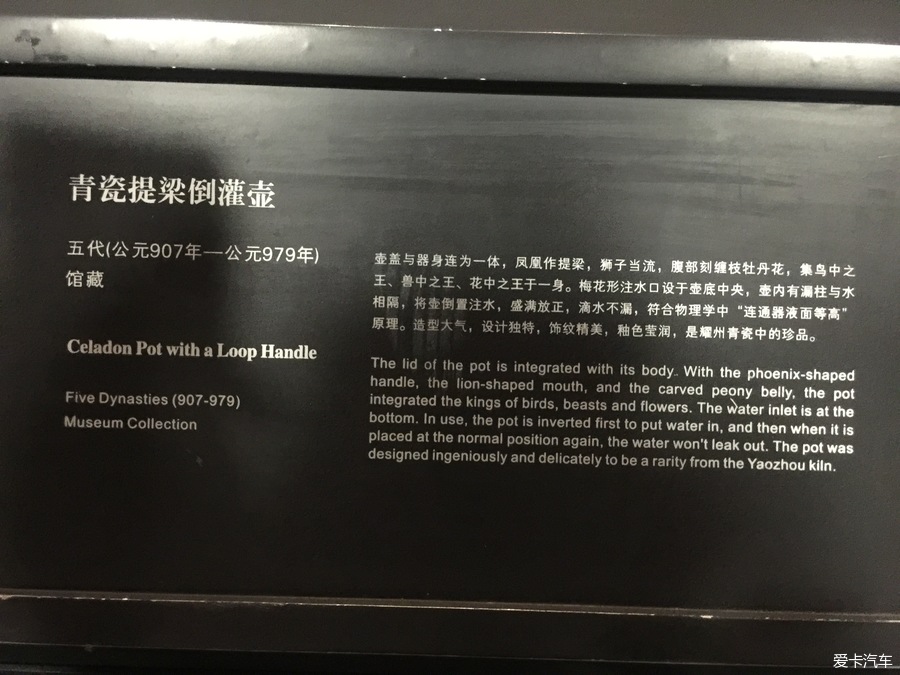 青瓷提梁倒灌壶
五代(公元907年—公元979年)
馆藏
Celadon Pot with a Loop Handle
Five Dynasties (907-979)
Museum Collection
壶盖与器身连为一体，凤凰作提梁，狮子当流，腹部刻缠枝牡丹花，集鸟中之
王、兽中之王、花中之王于一身。梅花形注水口设于壶底中央，壶内有漏柱与水
相隔，将壶倒置注水，盛满放正，滴水不漏，符合物理学中“连通器液面等高”
原理。造型大气，设计独特，饰纹精美，釉色莹润，是耀州青瓷中的珍品。
The lid of the pot is integrated with its body. With the phoenix-shaped
handle, the lion-shaped mouth, and the carved peony belly, the pot
integrated the kings of birds, beasts and flowers. The water inlet is at the
bottom. In use, the pot is inverted first to put water in, and then when it is
placed at the normal position again, the water won't leak out. The pot was
designed ingeniously and delicately to be a rarity from the Yaozhou kiln.
爱卡汽车